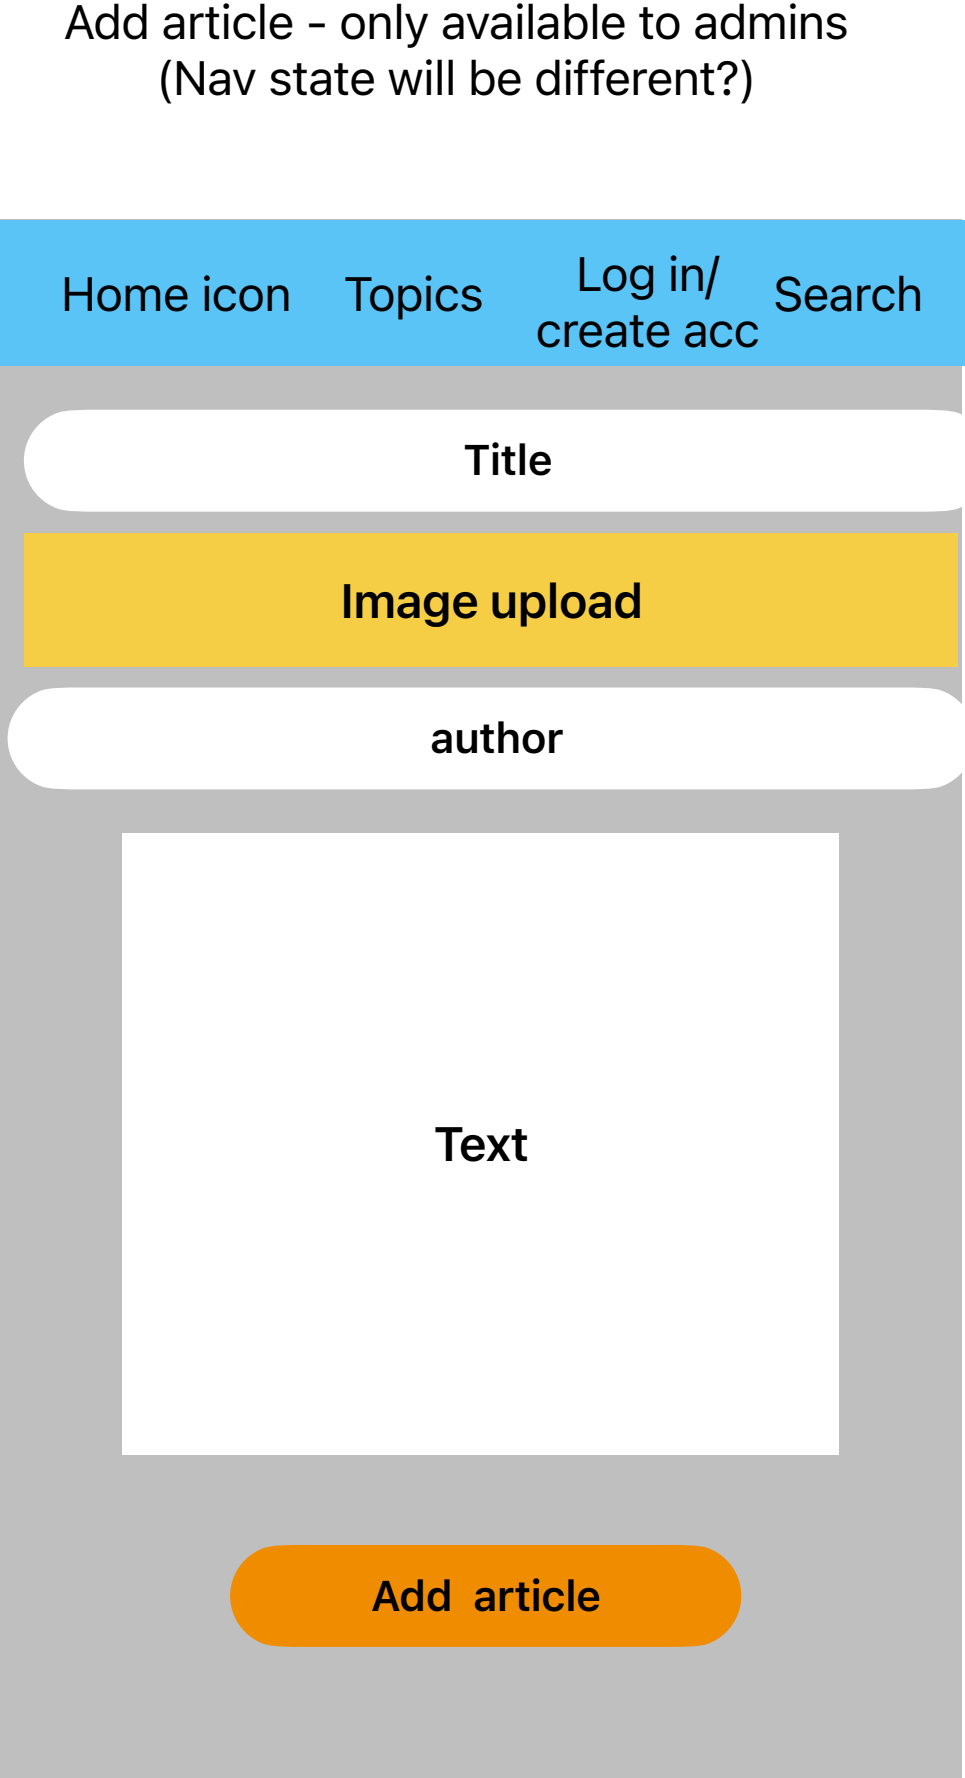 Add article - only available to admins
(Nav state will be different?)
Home icon
Topics
Log in/
create acc
Search
Title
Image upload
author
Text
Add  article